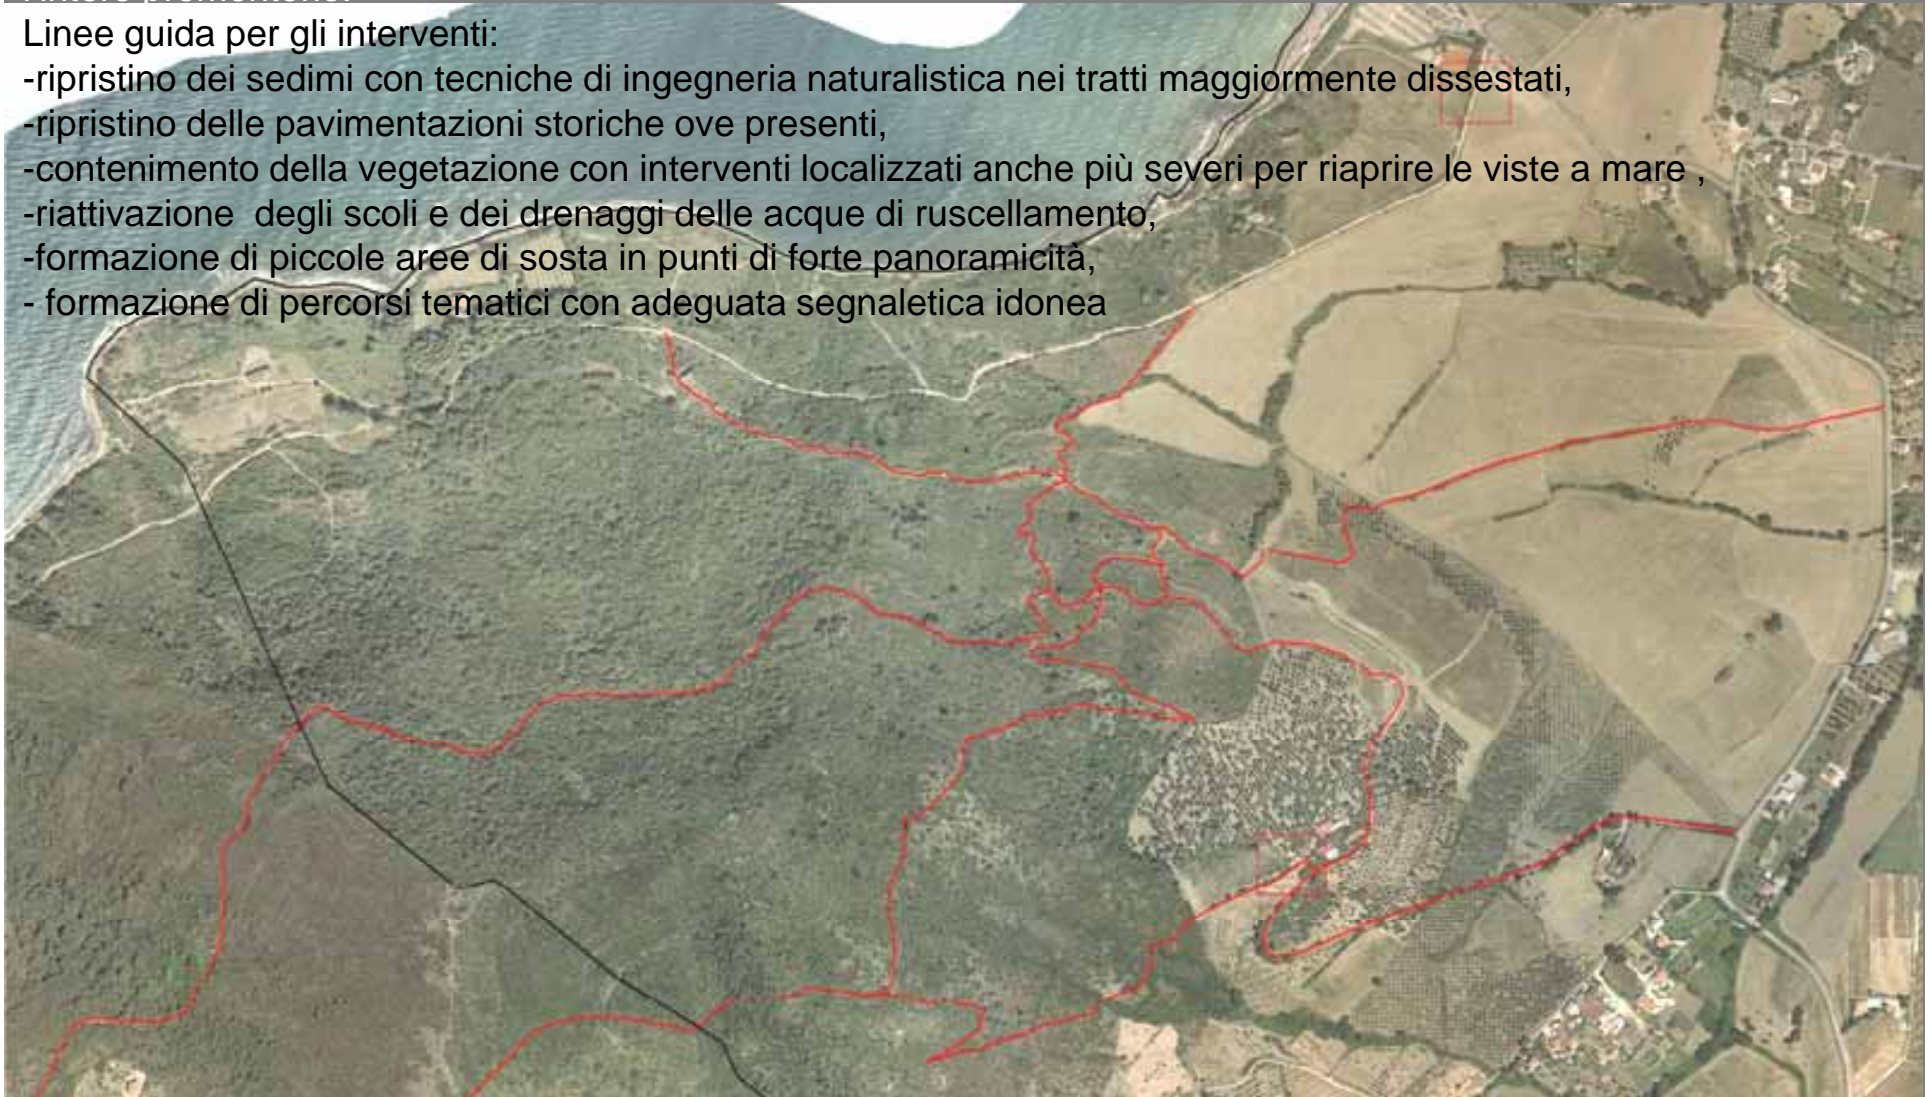 Linee guida per gli interventi:
-ripristino dei sedimi con tecniche di ingegneria naturalistica nei tratti maggiormente dissestati,
-ripristino delle pavimentazioni storiche ove presenti,
-contenimento della vegetazione con interventi localizzati anche più severi per riaprire le viste a mare ,
-riattivazione  degli scoli e dei drenaggi delle acque di ruscellamento,
-formazione di piccole aree di sosta in punti di forte panoramicità,
- formazione di percorsi tematici con adeguata segnaletica idonea